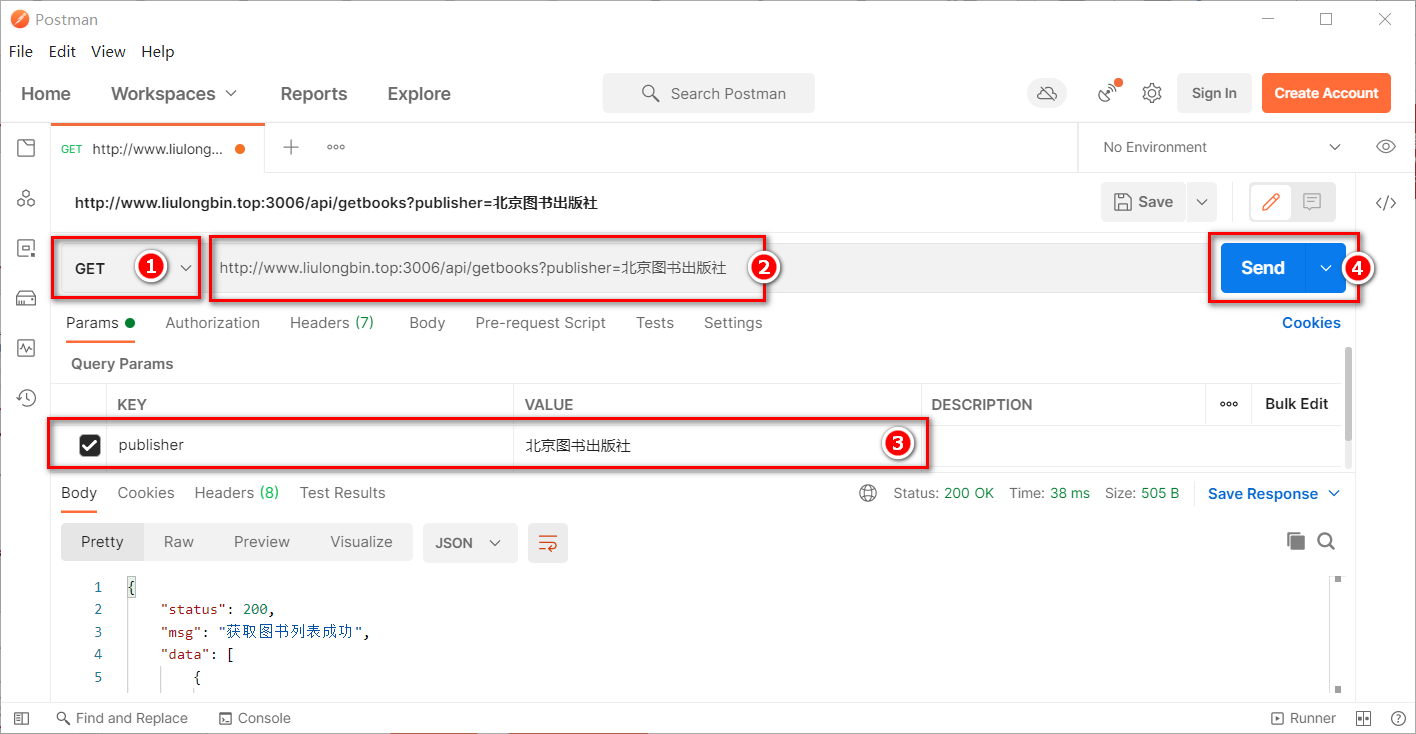 Postman
File Edit View Help
Home Workspaces Reports Explore Search Postman Sign In Create Account
GET http://www.liulong... No Environment
http://www.liulongbin.top:3006/api/getbooks?publisher=北京图书出版社 Save
GET 1 http://www.liulongbin.top:3006/api/getbooks?publisher=北京图书出版社 2 Send 4
Params Authorization Headers (7) Body Pre-request Script Tests Settings Cookies
Query Params
KEY VALUE DESCRIPTION Bulk Edit
publisher 北京图书出版社 3
Body Cookies Headers (8) Test Results Status: 200 OK Time: 38 ms Size: 505 B Save Response
Pretty Raw Preview Visualize JSON
1 {
2 "status": 200,
3 "msg": "获取图书列表成功",
4 "data": [
5 {
Find and Replace Console Runner